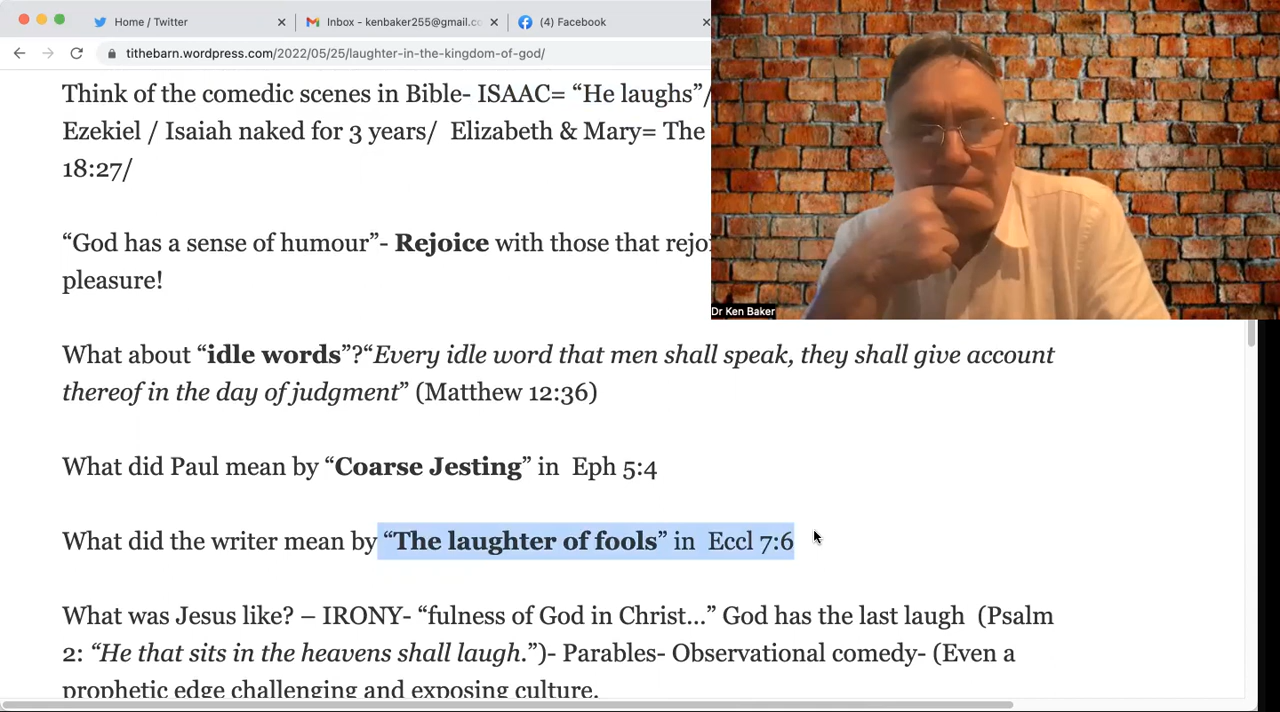 Home / Twitter
Inbox - kenbaker255@gmail.co
(4) Facebook
tithebarn.wordpress.com/2022/05/25/laughter-in-the-kingdom-of-god/
Think of the comedic scenes in Bible- ISAAC= “He laughs”/
Ezekiel / Isaiah naked for 3 years/ Elizabeth & Mary= The
18:27/
“God has a sense of humour”- Rejoice with those that rejoi
pleasure!
Dr Ken Baker
What about “idle words”?“Every idle word that men shall speak, they shall give account
thereof in the day of judgment” (Matthew 12:36)
What did Paul mean by “Coarse Jesting” in Eph 5:4
What did the writer mean by “The laughter of fools” in Eccl 7:6
What was Jesus like? – IRONY- “fulness of God in Christ…” God has the last laugh (Psalm
2: “He that sits in the heavens shall laugh.”)- Parables- Observational comedy- (Even a
prophetic edge challenging and exposing culture.